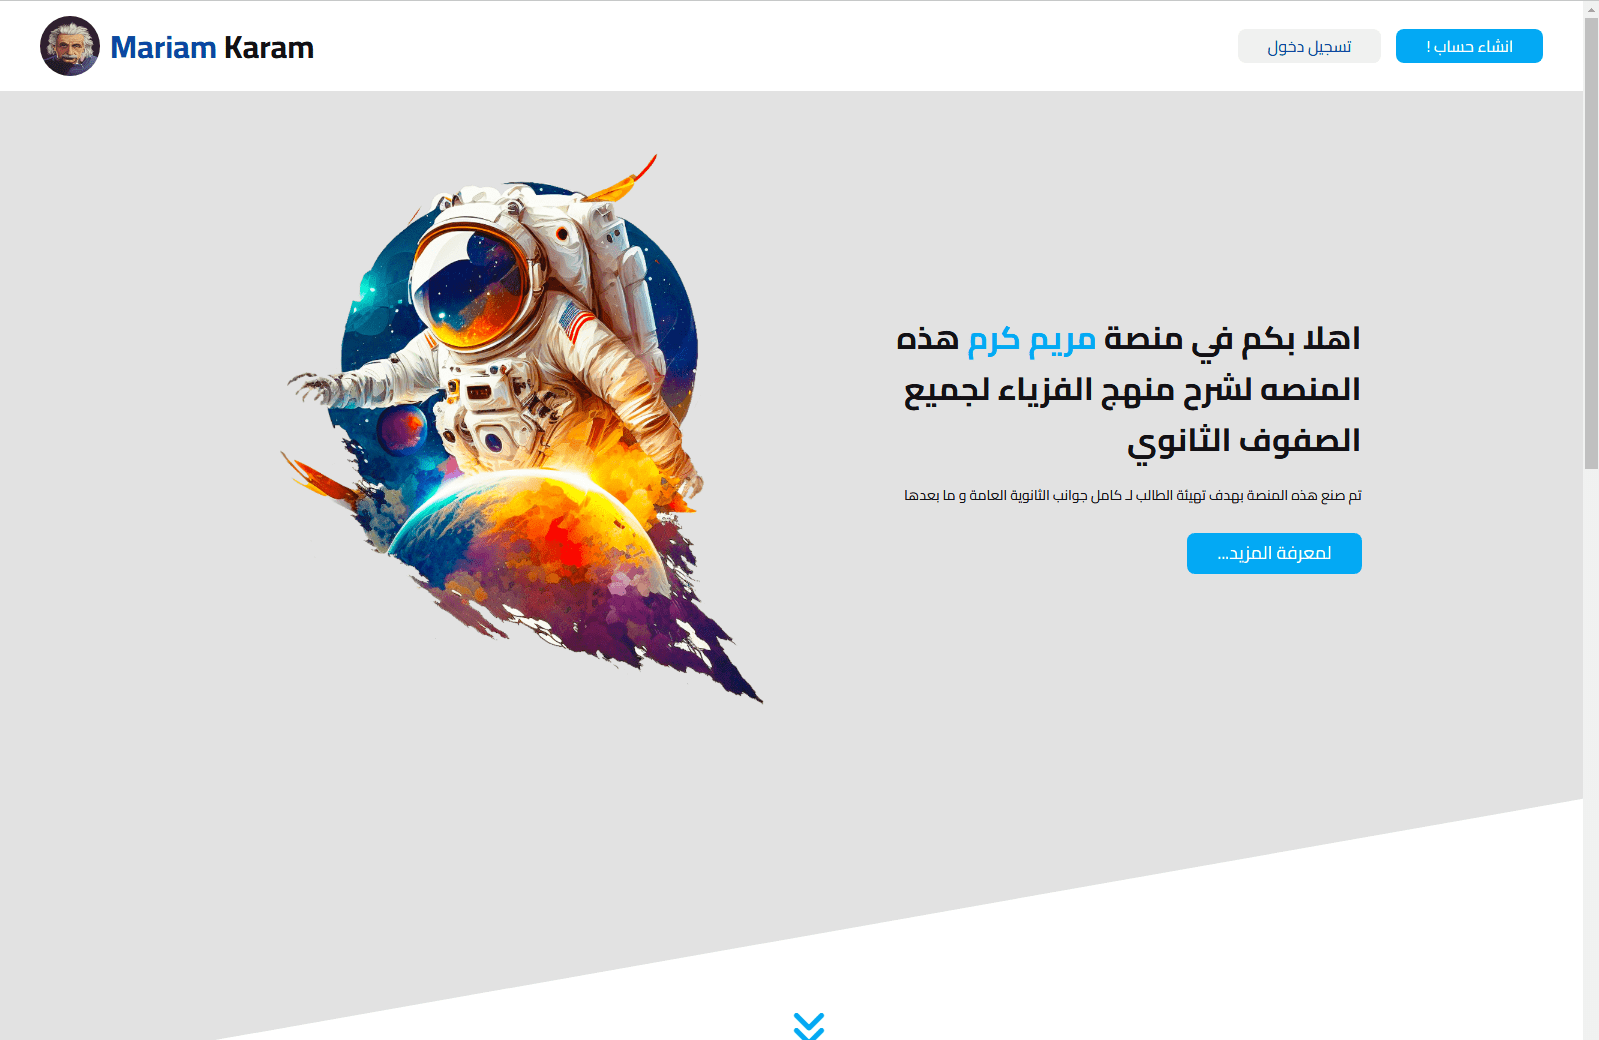 Mariam Karam
انشاء حساب !
تسجيل دخول
اهلا بكم في منصة مريم كرم هذه
المنصه لشرح منهج الفزياء لجميع
الصفوف الثانوي
تم صنع هذه المنصة بهدف تهيئة الطالب لـ كامل جوانب الثانوية العامة و ما بعدها
لمعرفة المزيد...